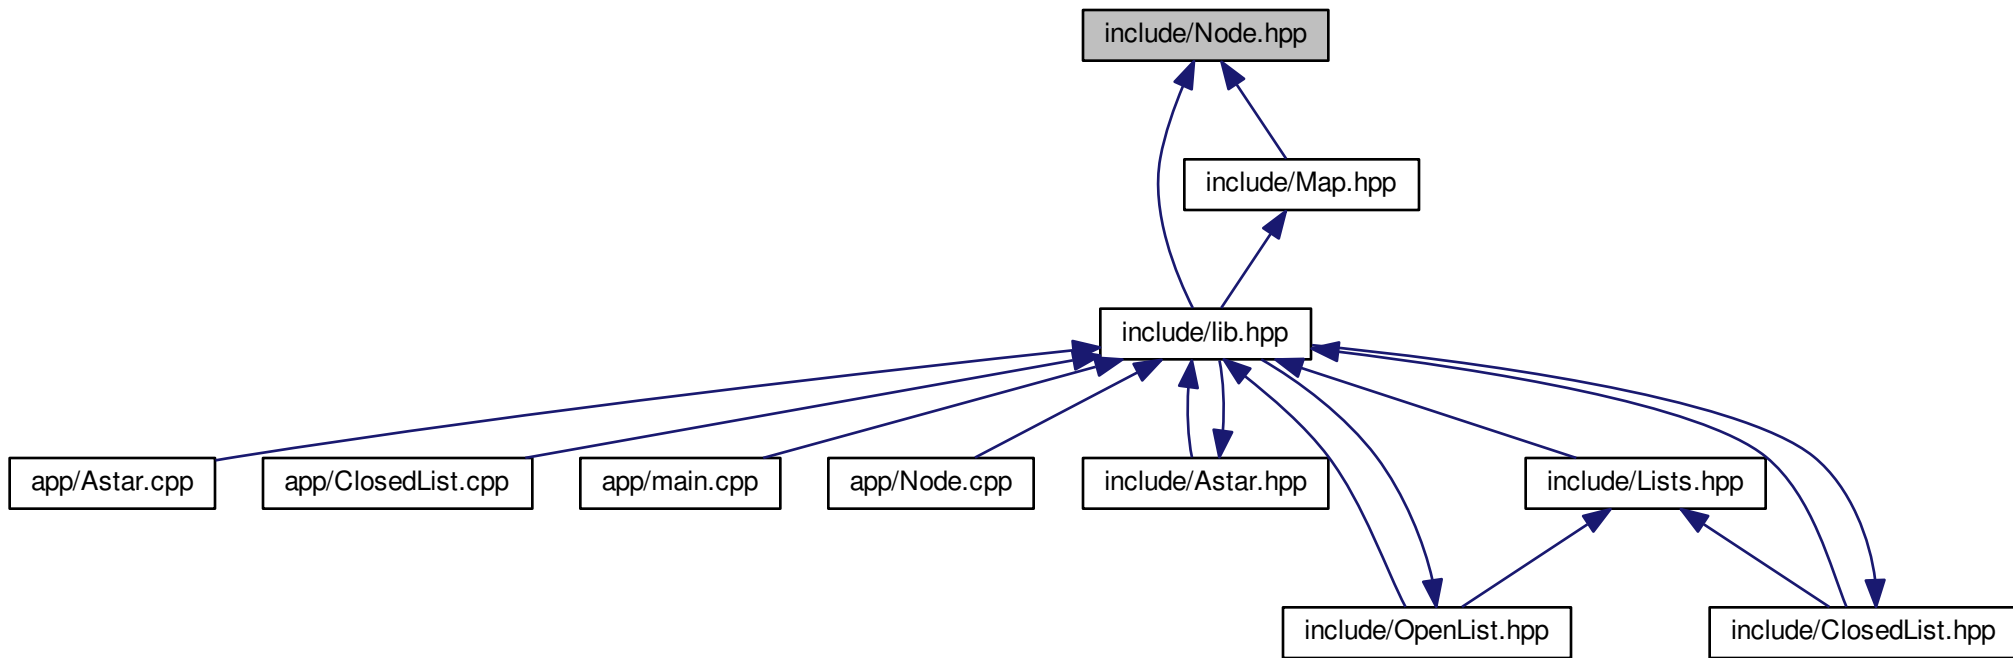 include/Node.hpp
include/Map.hpp
include/lib.hpp
app/Astar.cpp
app/ClosedList.cpp
app/main.cpp
app/Node.cpp
include/Astar.hpp
include/Lists.hpp
include/OpenList.hpp
include/ClosedList.hpp